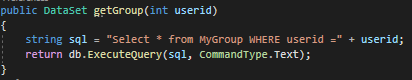 public DataSet getGroup(int userid)
{
string sql = "Select * from MyGroup WHERE userid =" + userid;
return db.ExecuteQuery(sql, CommandType.Text);
}